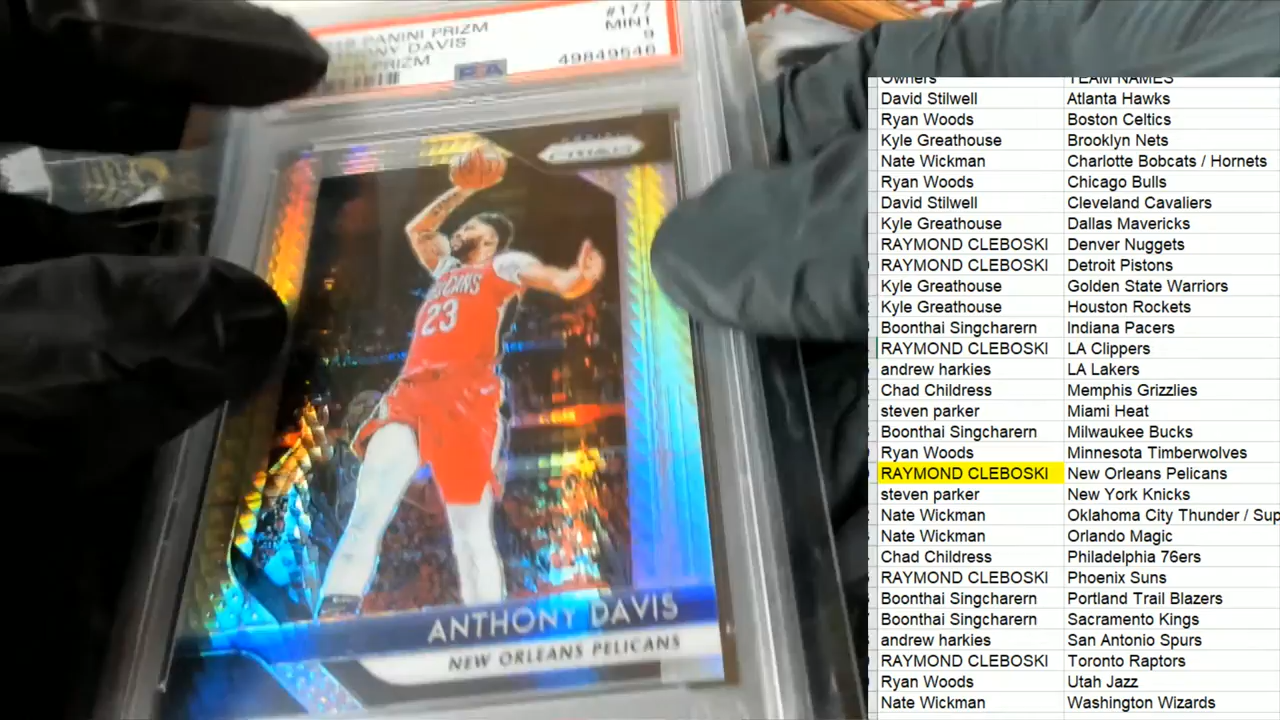 #177
PANINI PRIZM
MINT
DAVIS
9
PRIZM
49849546
PSA
PRIZM
23
ANTHONY DAVIS
NEW ORLEANS PELICANS
Owners TEAM NAMES
David Stilwell Atlanta Hawks
Ryan Woods Boston Celtics
Kyle Greathouse Brooklyn Nets
Nate Wickman Charlotte Bobcats / Hornets
Ryan Woods Chicago Bulls
David Stilwell Cleveland Cavaliers
Kyle Greathouse Dallas Mavericks
RAYMOND CLEBOSKI Denver Nuggets
RAYMOND CLEBOSKI Detroit Pistons
Kyle Greathouse Golden State Warriors
Kyle Greathouse Houston Rockets
Boonthai Singcharern Indiana Pacers
RAYMOND CLEBOSKI LA Clippers
andrew harkies LA Lakers
Chad Childress Memphis Grizzlies
steven parker Miami Heat
Boonthai Singcharern Milwaukee Bucks
Ryan Woods Minnesota Timberwolves
RAYMOND CLEBOSKI New Orleans Pelicans
steven parker New York Knicks
Nate Wickman Oklahoma City Thunder / Sup
Nate Wickman Orlando Magic
Chad Childress Philadelphia 76ers
RAYMOND CLEBOSKI Phoenix Suns
Boonthai Singcharern Portland Trail Blazers
Boonthai Singcharern Sacramento Kings
andrew harkies San Antonio Spurs
RAYMOND CLEBOSKI Toronto Raptors
Ryan Woods Utah Jazz
Nate Wickman Washington Wizards